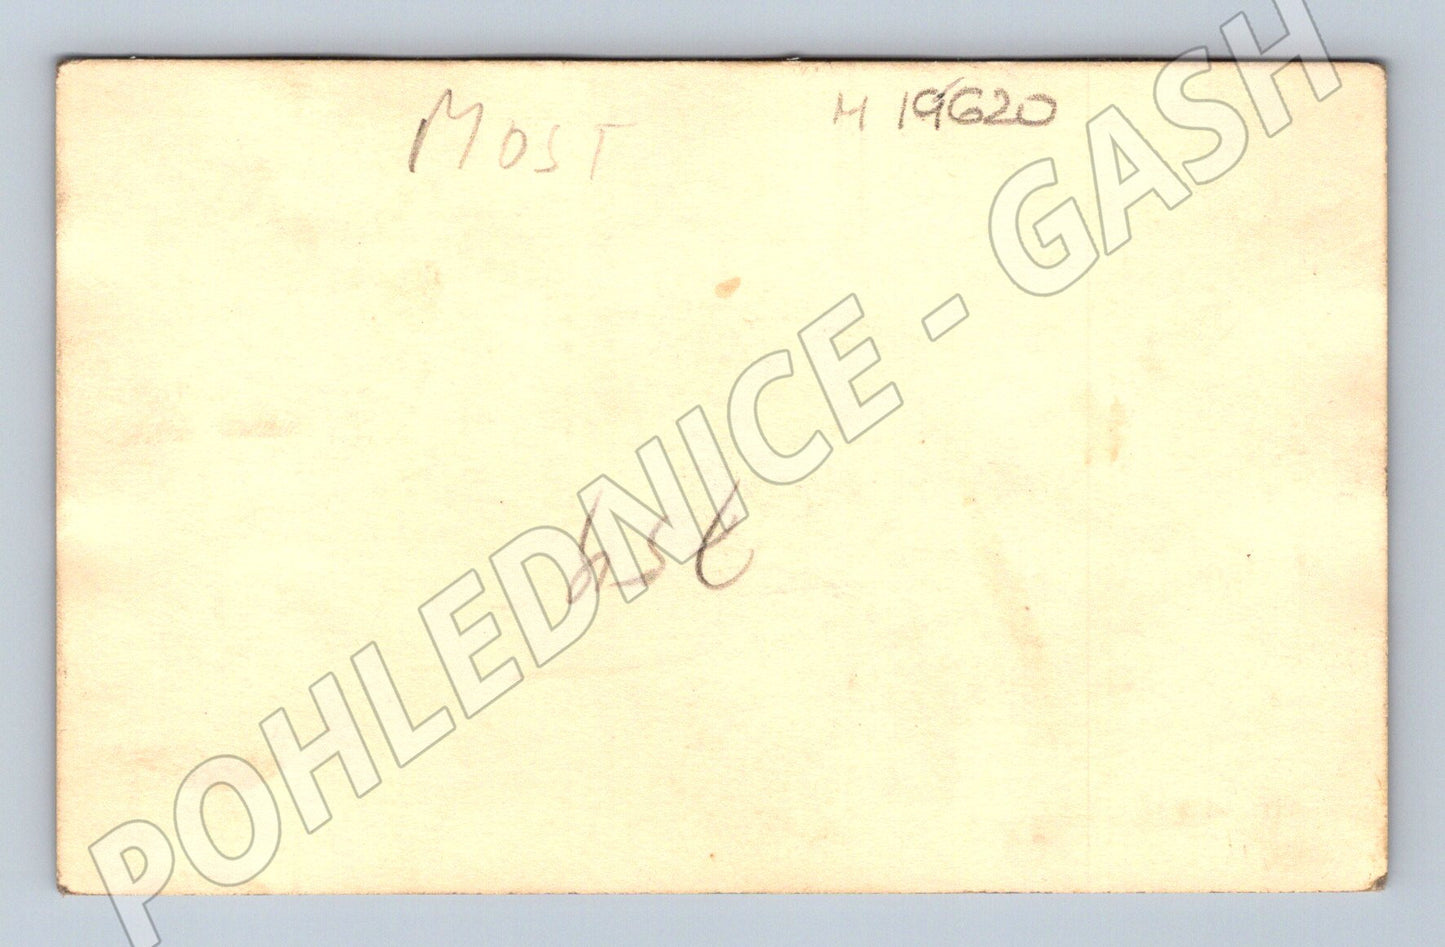 MOST
M 19620
POHLEDNICE - GASH